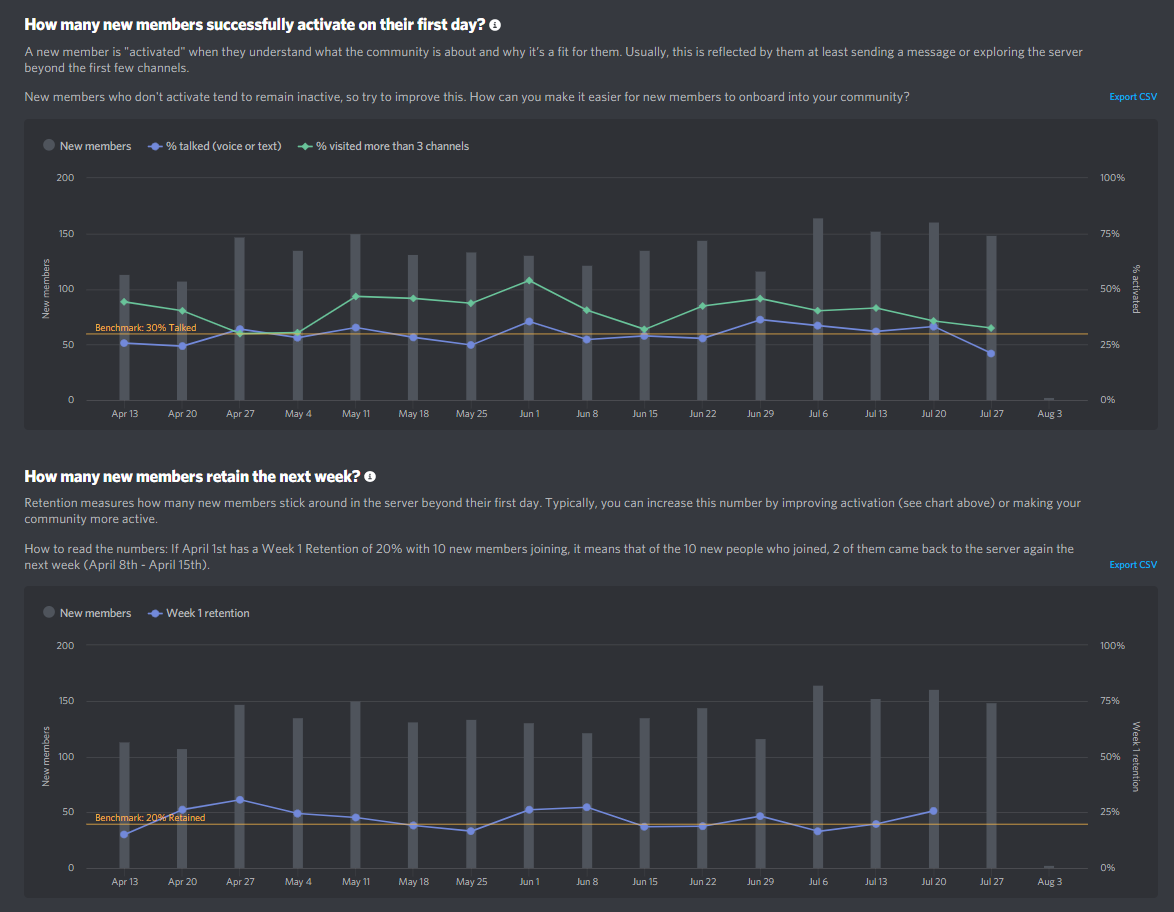 How many new members successfully activate on their first day?
A new member is "activated" when they understand what the community is about and why it's a fit for them. Usually, this is reflected by them at least sending a message or exploring the server
beyond the first few channels.
New members who don't activate tend to remain inactive, so try to improve this. How can you make it easier for new members to onboard into your community?
Export CSV
New members
% talked (voice or text)
% visited more than 3 channels
200
150
100
50
0
New members
100%
75%
50%
25%
0%
% activated
Benchmark: 30% Talked
Apr 13 Apr 20 Apr 27 May 4 May 11 May 18 May 25 Jun 1 Jun 8 Jun 15 Jun 22 Jun 29 Jul 6 Jul 13 Jul 20 Jul 27 Aug 3
How many new members retain the next week?
Retention measures how many new members stick around in the server beyond their first day. Typically, you can increase this number by improving activation (see chart above) or making your
community more active.
How to read the numbers: If April 1st has a Week 1 Retention of 20% with 10 new members joining, it means that of the 10 new people who joined, 2 of them came back to the server again the
next week (April 8th - April 15th).
Export CSV
New members
Week 1 retention
200
150
100
50
0
New members
100%
75%
50%
25%
0%
Week 1 retention
Benchmark: 20% Retained
Apr 13 Apr 20 Apr 27 May 4 May 11 May 18 May 25 Jun 1 Jun 8 Jun 15 Jun 22 Jun 29 Jul 6 Jul 13 Jul 20 Jul 27 Aug 3